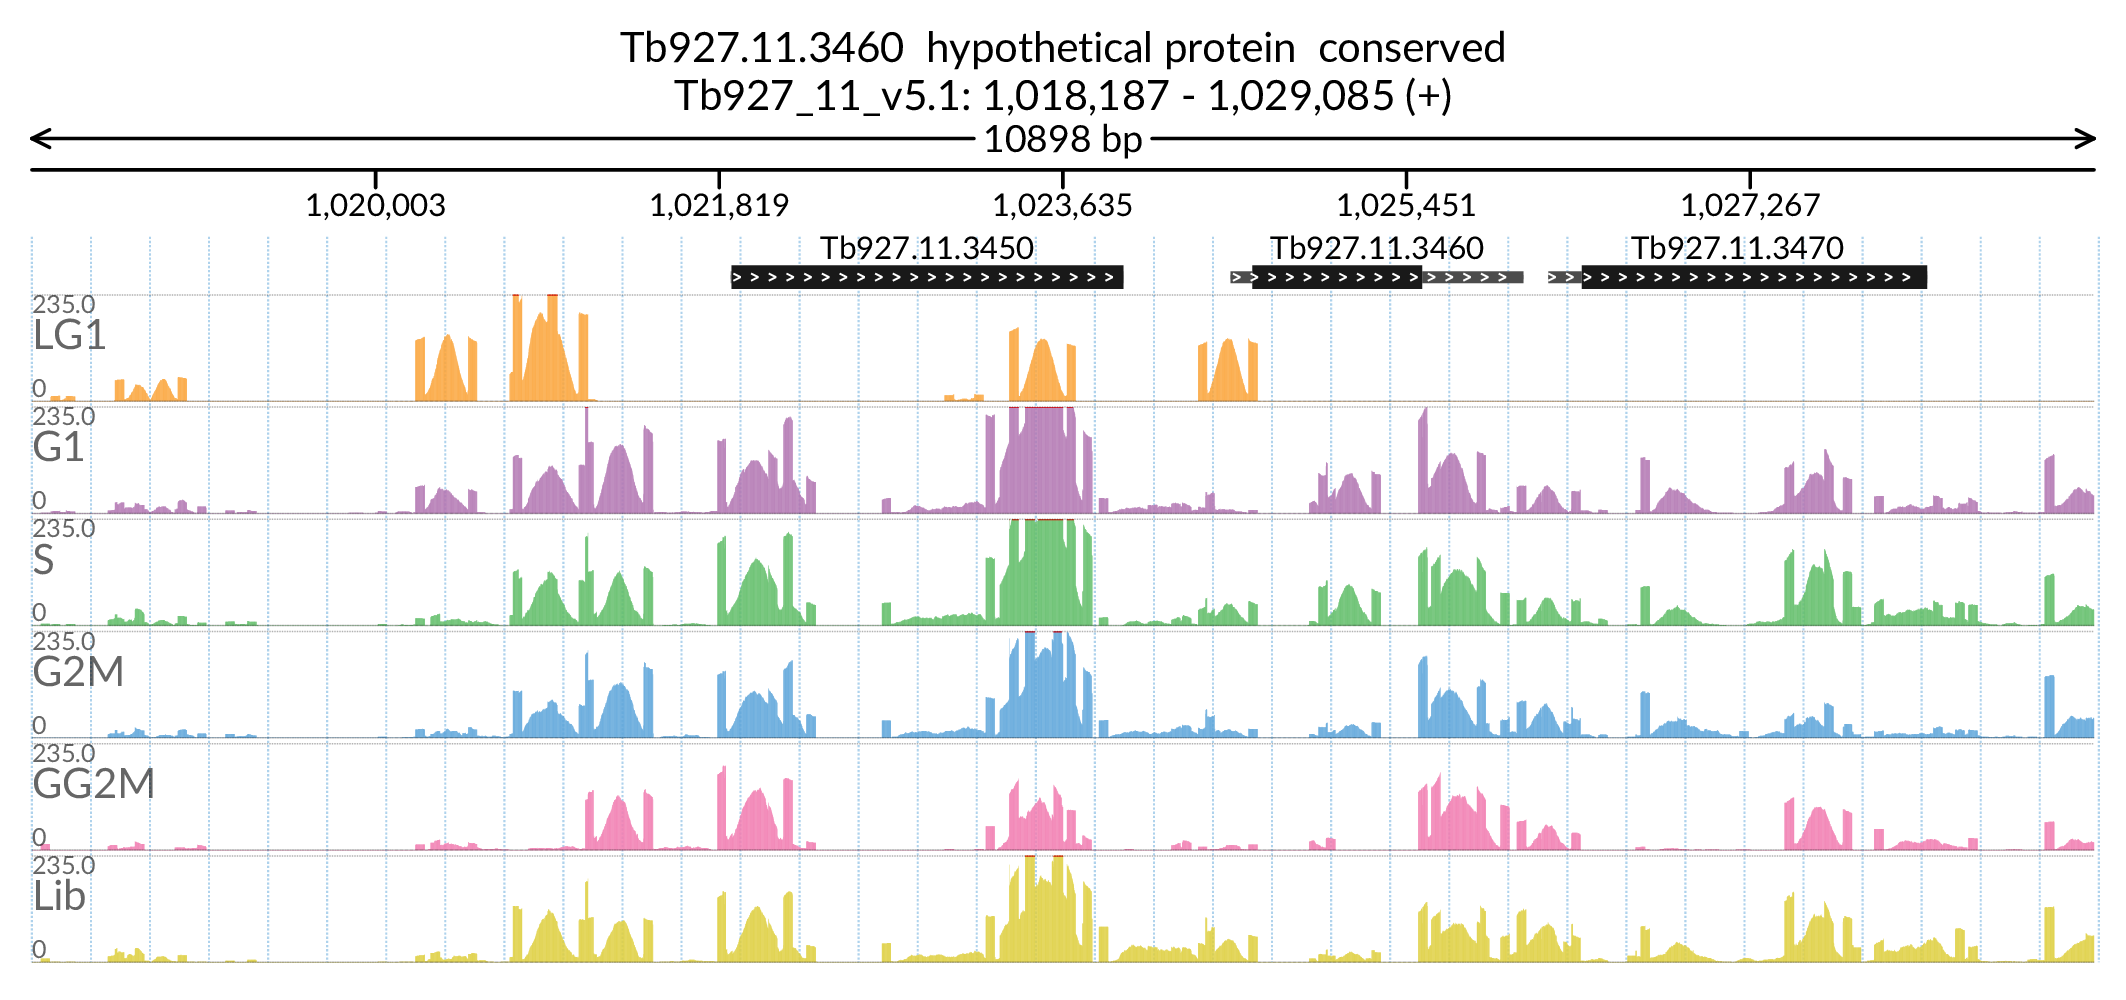 Tb927.11.3460 hypothetical protein conserved
Tb927_11_v5.1: 1,018,187 - 1,029,085 (+)
10898 bp
1,020,003 1,021,819 1,023,635 1,025,451 1,027,267
Tb927.11.3450 Tb927.11.3460 Tb927.11.3470
235.0
LG1
0
235.0
G1
0
235.0
S
0
235.0
G2M
0
235.0
GG2M
0
235.0
Lib
0